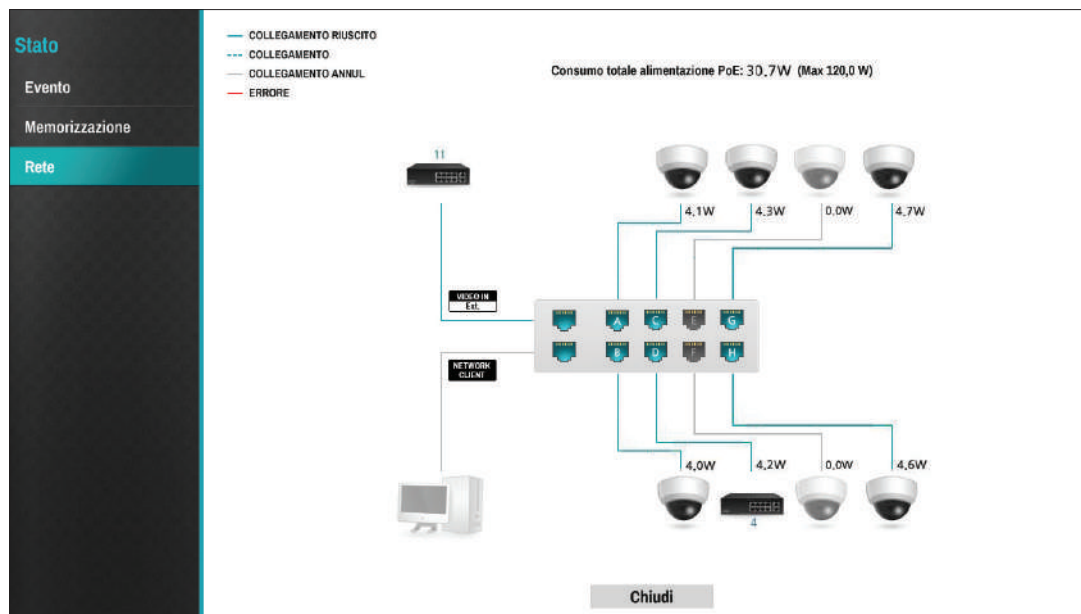 Stato
Evento
Memorizzazione
Rete
COLLEGAMENTO RIUSCITO
COLLEGAMENTO
COLLEGAMENTO ANNUL
ERRORE
Consumo totale alimentazione PoE: 30.7W (Max 120,0 W)
11
4.1W 4.3W 0.0W 4.7W
VIDEO IN
Ext.
A C E G
B D F H
NETWORK
CLIENT
4.0W 4.2W 0.0W 4.6W
4
Chiudi